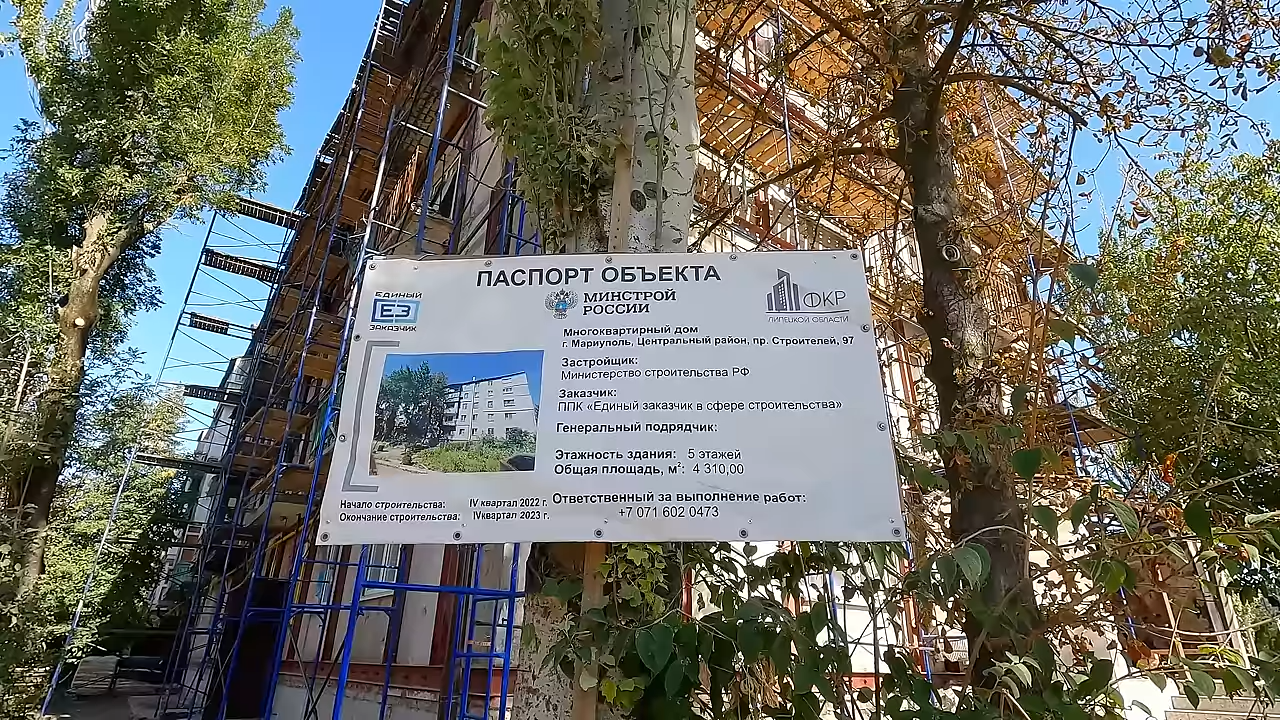 ПАСПОРТ ОБЪЕКТА
ЕДИНЫЙ
ЕЗ
ЗАКАЗЧИК
МИНСТРОЙ
РОССИИ
ФКР
ЛИПЕЦКОЙ ОБЛАСТИ
Многоквартирный дом
г. Мариуполь, Центральный район, пр. Строителей, 97
Застройщик:
Министерство строительства РФ
Заказчик:
ППК «Единый заказчик в сфере строительства»
Генеральный подрядчик:
Этажность здания: 5 этажей
Общая площадь, м²: 4 310,00
Начало строительства: IV квартал 2022 г.
Окончание строительства: IVквартал 2023 г.
Ответственный за выполнение работ:
+7 071 602 0473